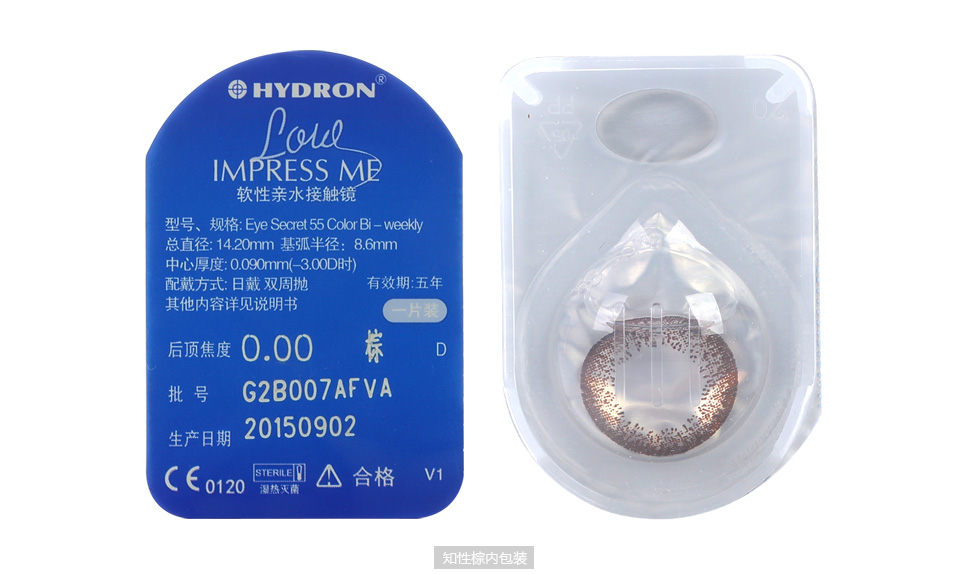 HYDRON®
Love
IMPRESS ME
软性亲水接触镜
型号、规格: Eye Secret 55 Color Bi – weekly
总直径: 14.20mm 基弧半径: 8.6mm
中心厚度: 0.090mm(–3.00D时)
配戴方式: 日戴 双周抛 有效期: 五年
其他内容详见说明书
一片装
后顶焦度 0.00 棕 D
批 号 G2B007AFVA
生产日期 20150902
CE 0120 STERILE 合格 V1
湿热灭菌
PP
05
知性棕内包装